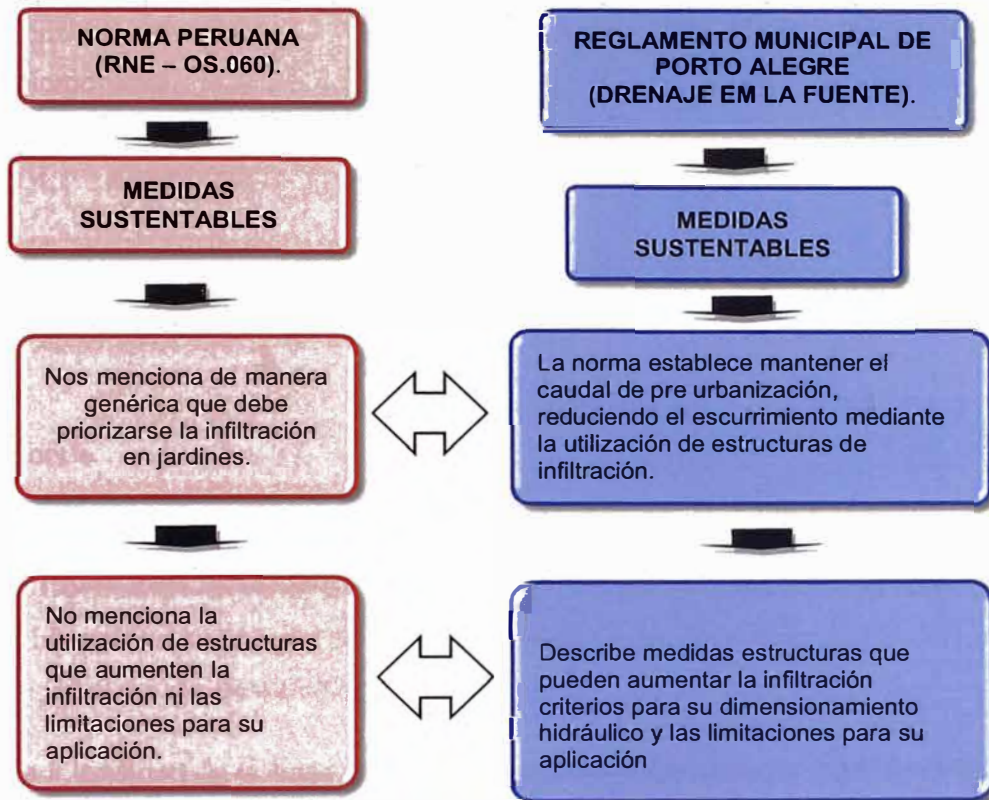 NORMA PERUANA
(RNE – OS.060).
MEDIDAS
SUSTENTABLES
Nos menciona de manera
genérica que debe
priorizarse la infiltración
en jardines.
No menciona la
utilización de estructuras
que aumenten la
infiltración ni las
limitaciones para su
aplicación.
REGLAMENTO MUNICIPAL DE
PORTO ALEGRE
(DRENAJE EM LA FUENTE).
MEDIDAS
SUSTENTABLES
La norma establece mantener el
caudal de pre urbanización,
reduciendo el escurrimiento mediante
la utilización de estructuras de
infiltración.
Describe medidas estructuras que
pueden aumentar la infiltración
criterios para su dimensionamiento
hidráulico y las limitaciones para su
aplicación